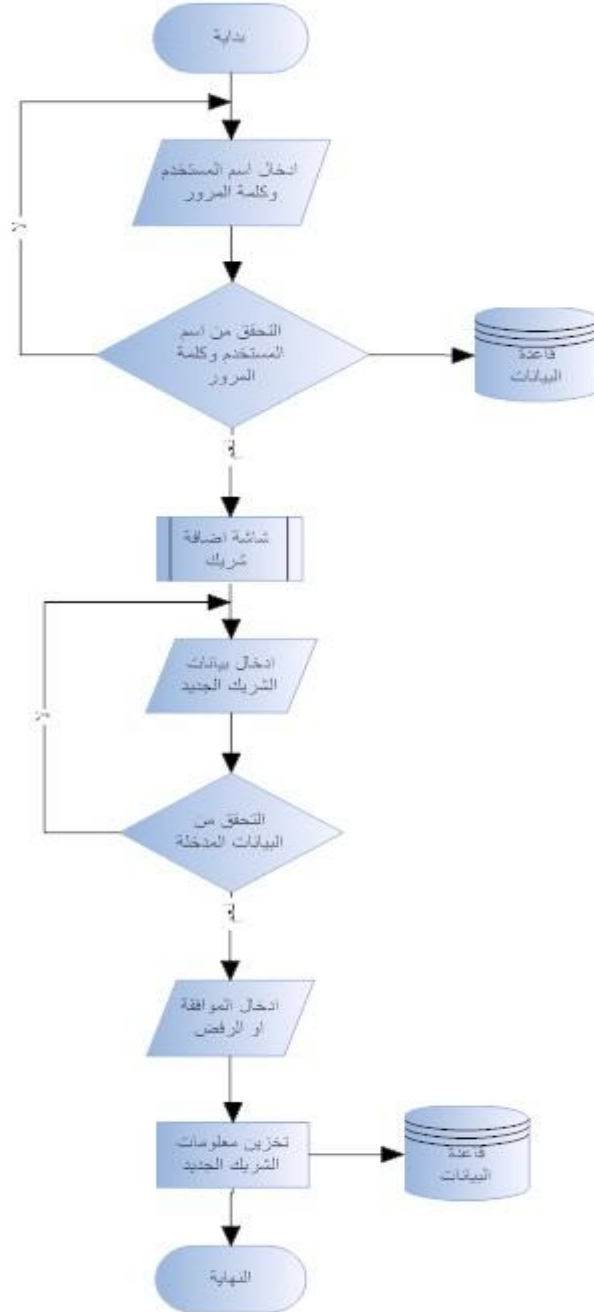 بداية
ادخال اسم المستخدم
وكلمة المرور
لا
التحقق من اسم
المستخدم وكلمة
المرور
قاعدة
البيانات
شاشة اضافة
شريك
ادخال بيانات
الشريك الجديد
لا
التحقق من
البيانات المدخلة
ادخال الموافقة
او الرفض
تخزين معلومات
الشريك الجديد
قاعدة
البيانات
النهاية